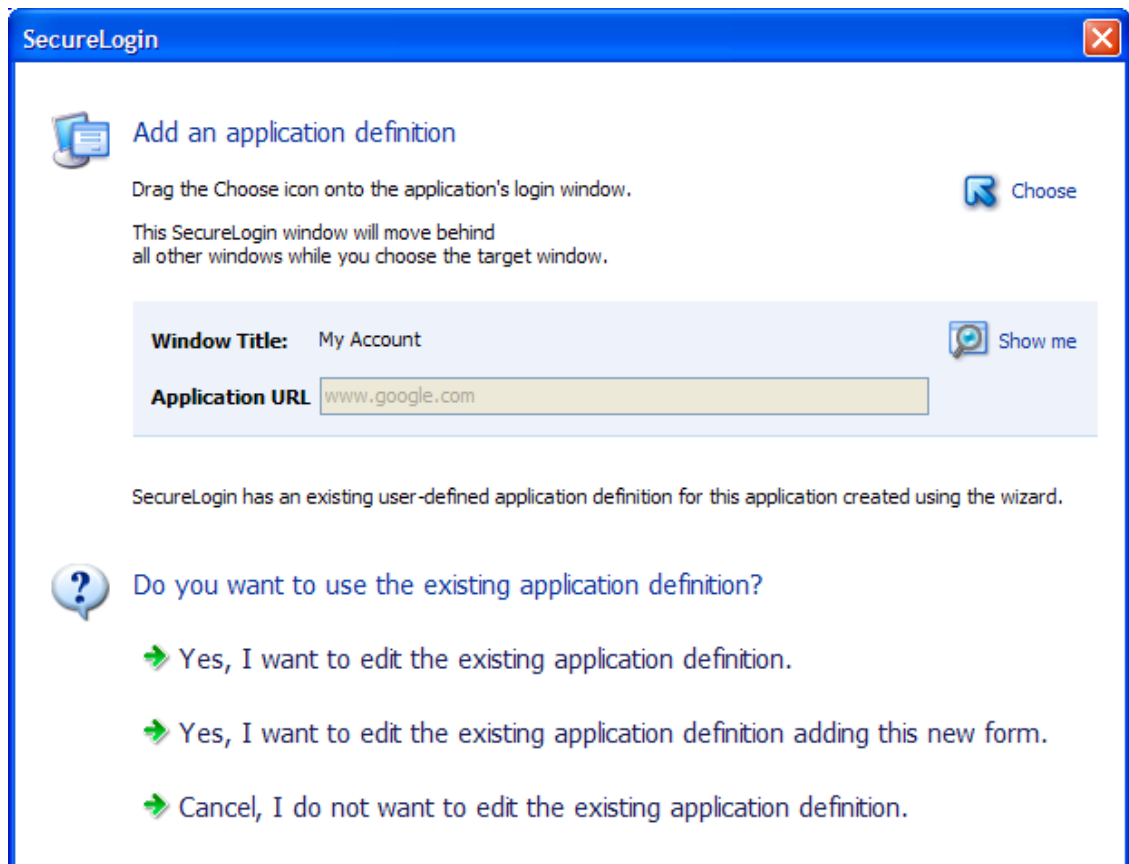 SecureLogin
Add an application definition
Drag the Choose icon onto the application's login window.
Choose
This SecureLogin window will move behind
all other windows while you choose the target window.
Window Title: My Account
Show me
Application URL www.google.com
SecureLogin has an existing user-defined application definition for this application created using the wizard.
Do you want to use the existing application definition?
Yes, I want to edit the existing application definition.
Yes, I want to edit the existing application definition adding this new form.
Cancel, I do not want to edit the existing application definition.